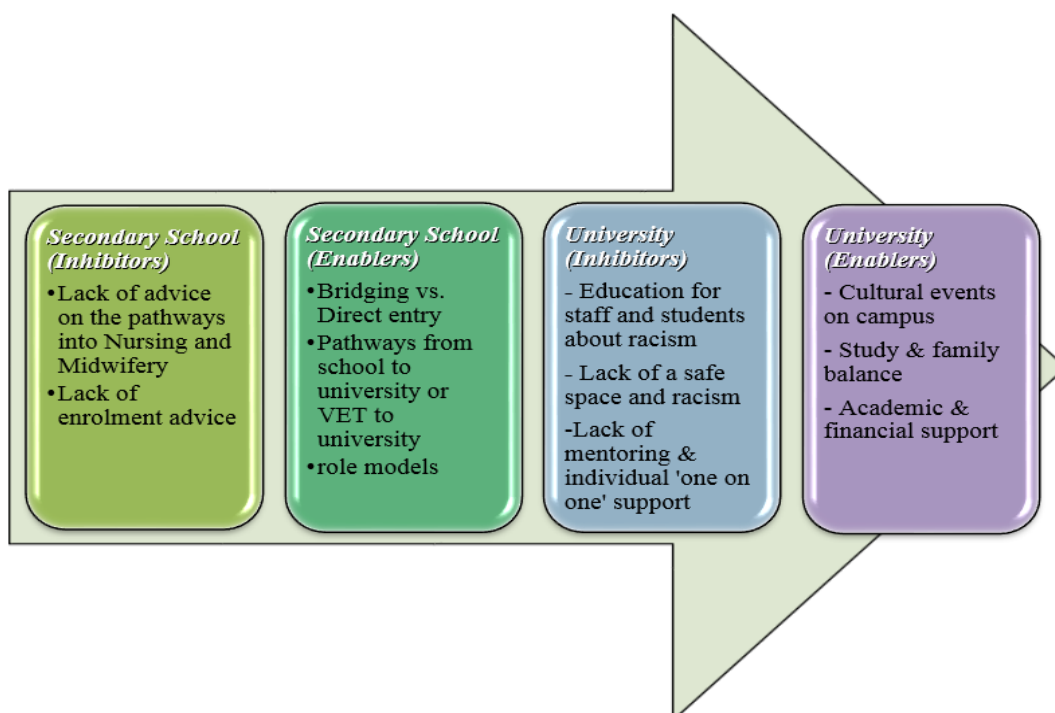 Secondary School
(Inhibitors)
•Lack of advice
on the pathways
into Nursing and
Midwifery
•Lack of
enrolment advice
Secondary School
(Enablers)
•Bridging vs.
Direct entry
•Pathways from
school to
university or
VET to
university
•role models
University
(Inhibitors)
- Education for
staff and students
about racism
- Lack of a safe
space and racism
-Lack of
mentoring &
individual 'one on
one' support
University
(Enablers)
- Cultural events
on campus
- Study & family
balance
- Academic &
financial support